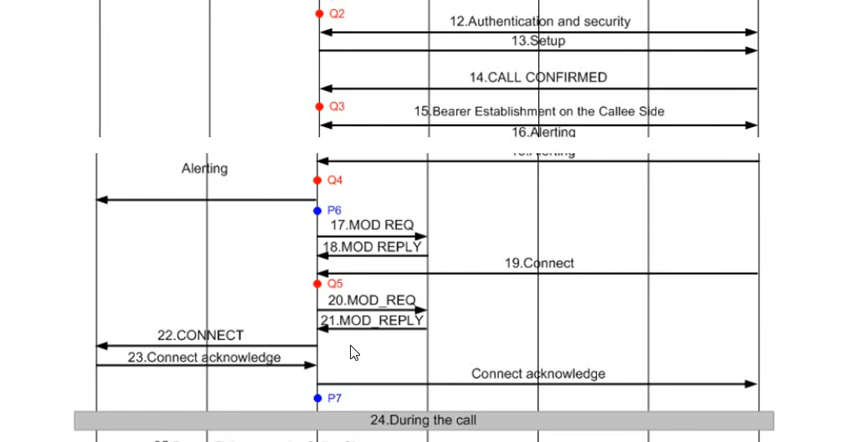 Q2
12.Authentication and security
13.Setup
14.CALL CONFIRMED
Q3
15.Bearer Establishment on the Callee Side
16.Alerting
Alerting
Q4
P6
17.MOD REQ
18.MOD REPLY
19.Connect
Q5
20.MOD_REQ
21.MOD_REPLY
22.CONNECT
23.Connect acknowledge
Connect acknowledge
P7
24.During the call